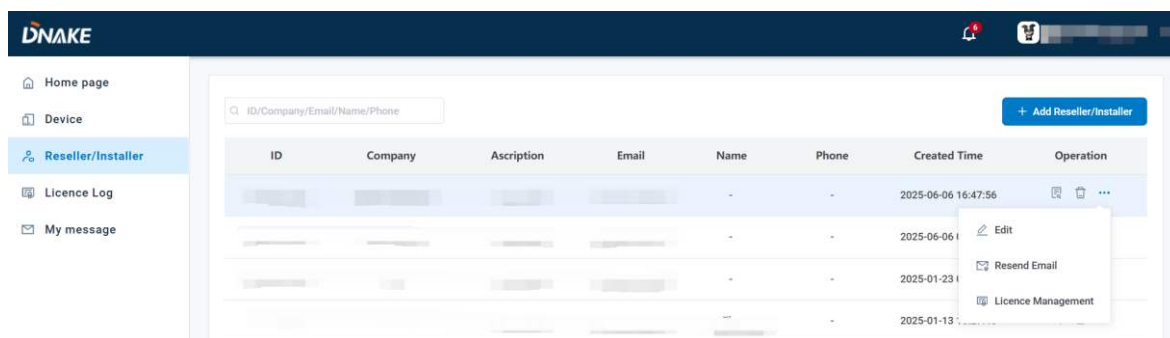 DNAKE
6
Home page
Device
Reseller/Installer
Licence Log
My message
ID/Company/Email/Name/Phone
+ Add Reseller/Installer
ID Company Ascription Email Name Phone Created Time Operation
- - 2025-06-06 16:47:56 ...
- - 2025-06-06
Edit
Resend Email
- - 2025-01-23
Licence Management
- 2025-01-13